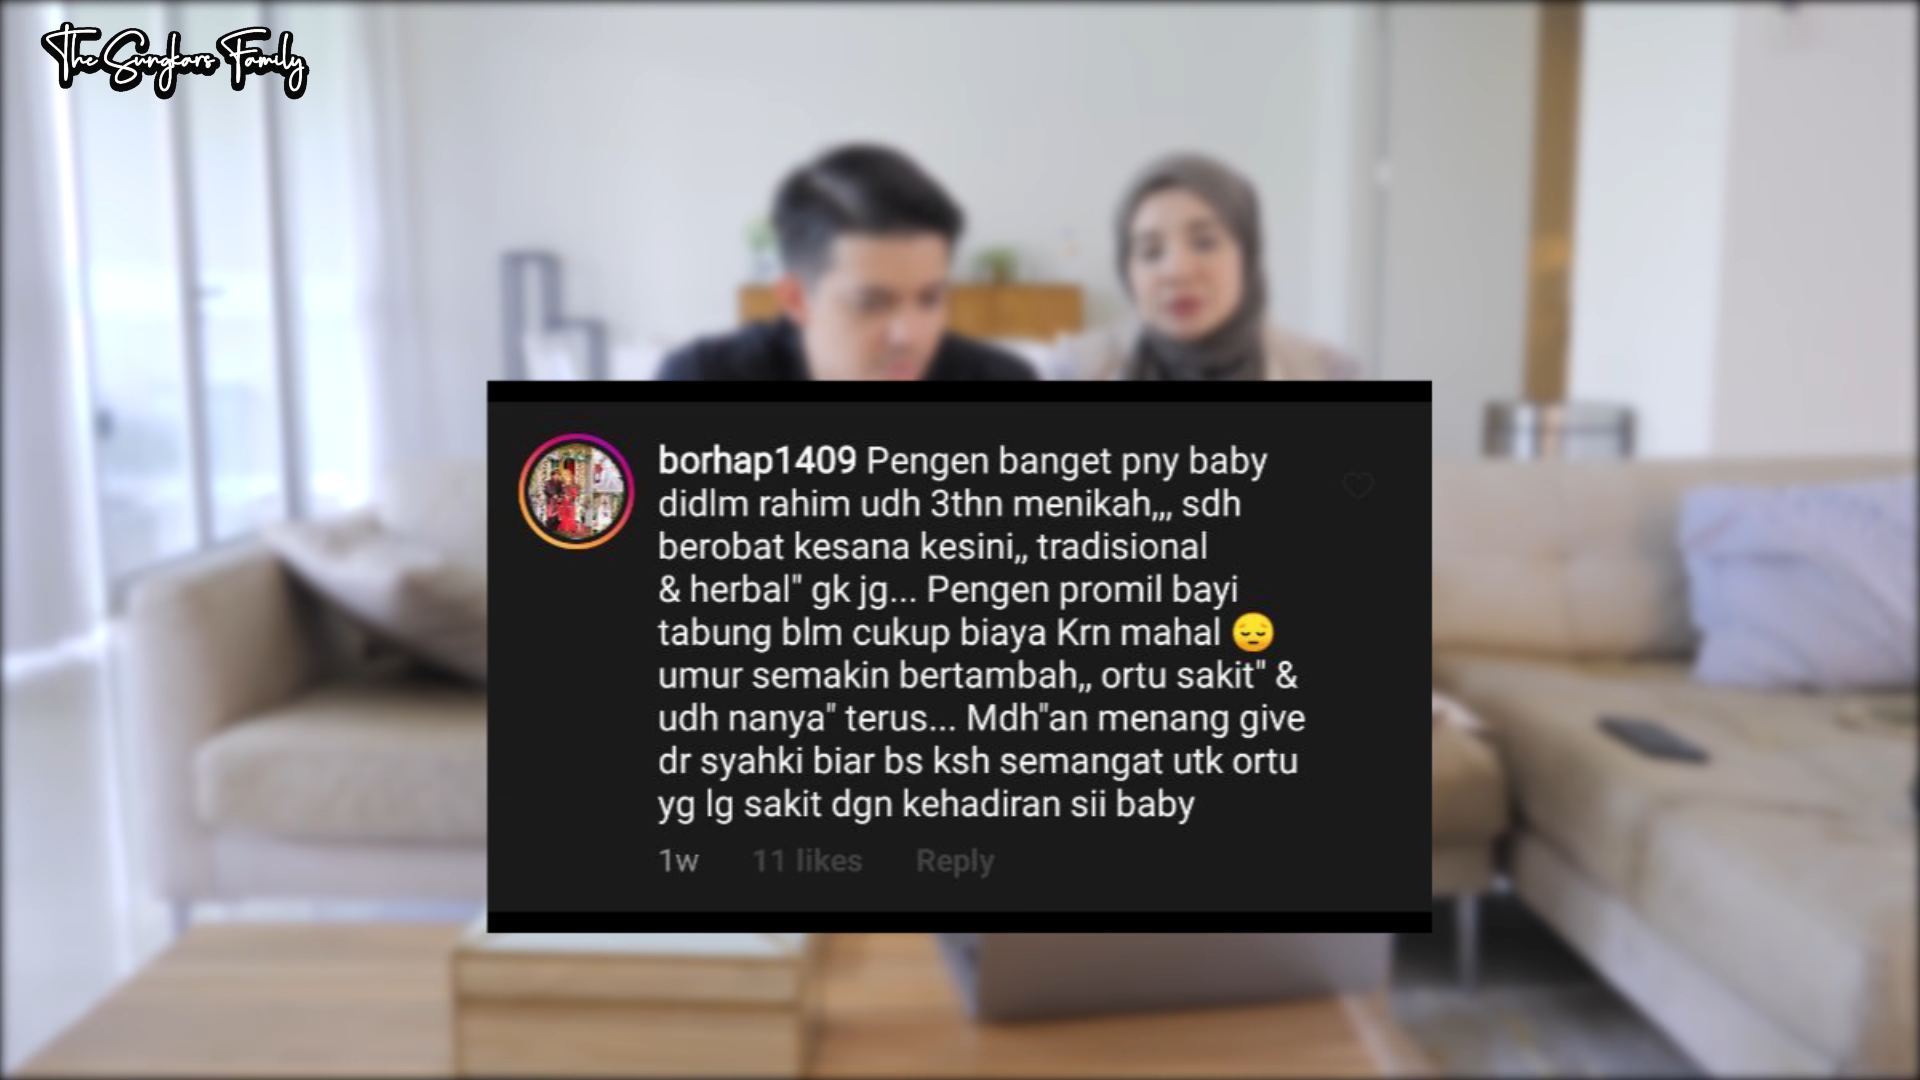 The Sungkars Family
borhap1409 Pengen banget pny baby
didlm rahim udh 3thn menikah,,, sdh
berobat kesana kesini,, tradisional
& herbal" gk jg... Pengen promil bayi
tabung blm cukup biaya Krn mahal 😔
umur semakin bertambah,, ortu sakit" &
udh nanya" terus... Mdh"an menang give
dr syahki biar bs ksh semangat utk ortu
yg lg sakit dgn kehadiran sii baby
1w 11 likes Reply